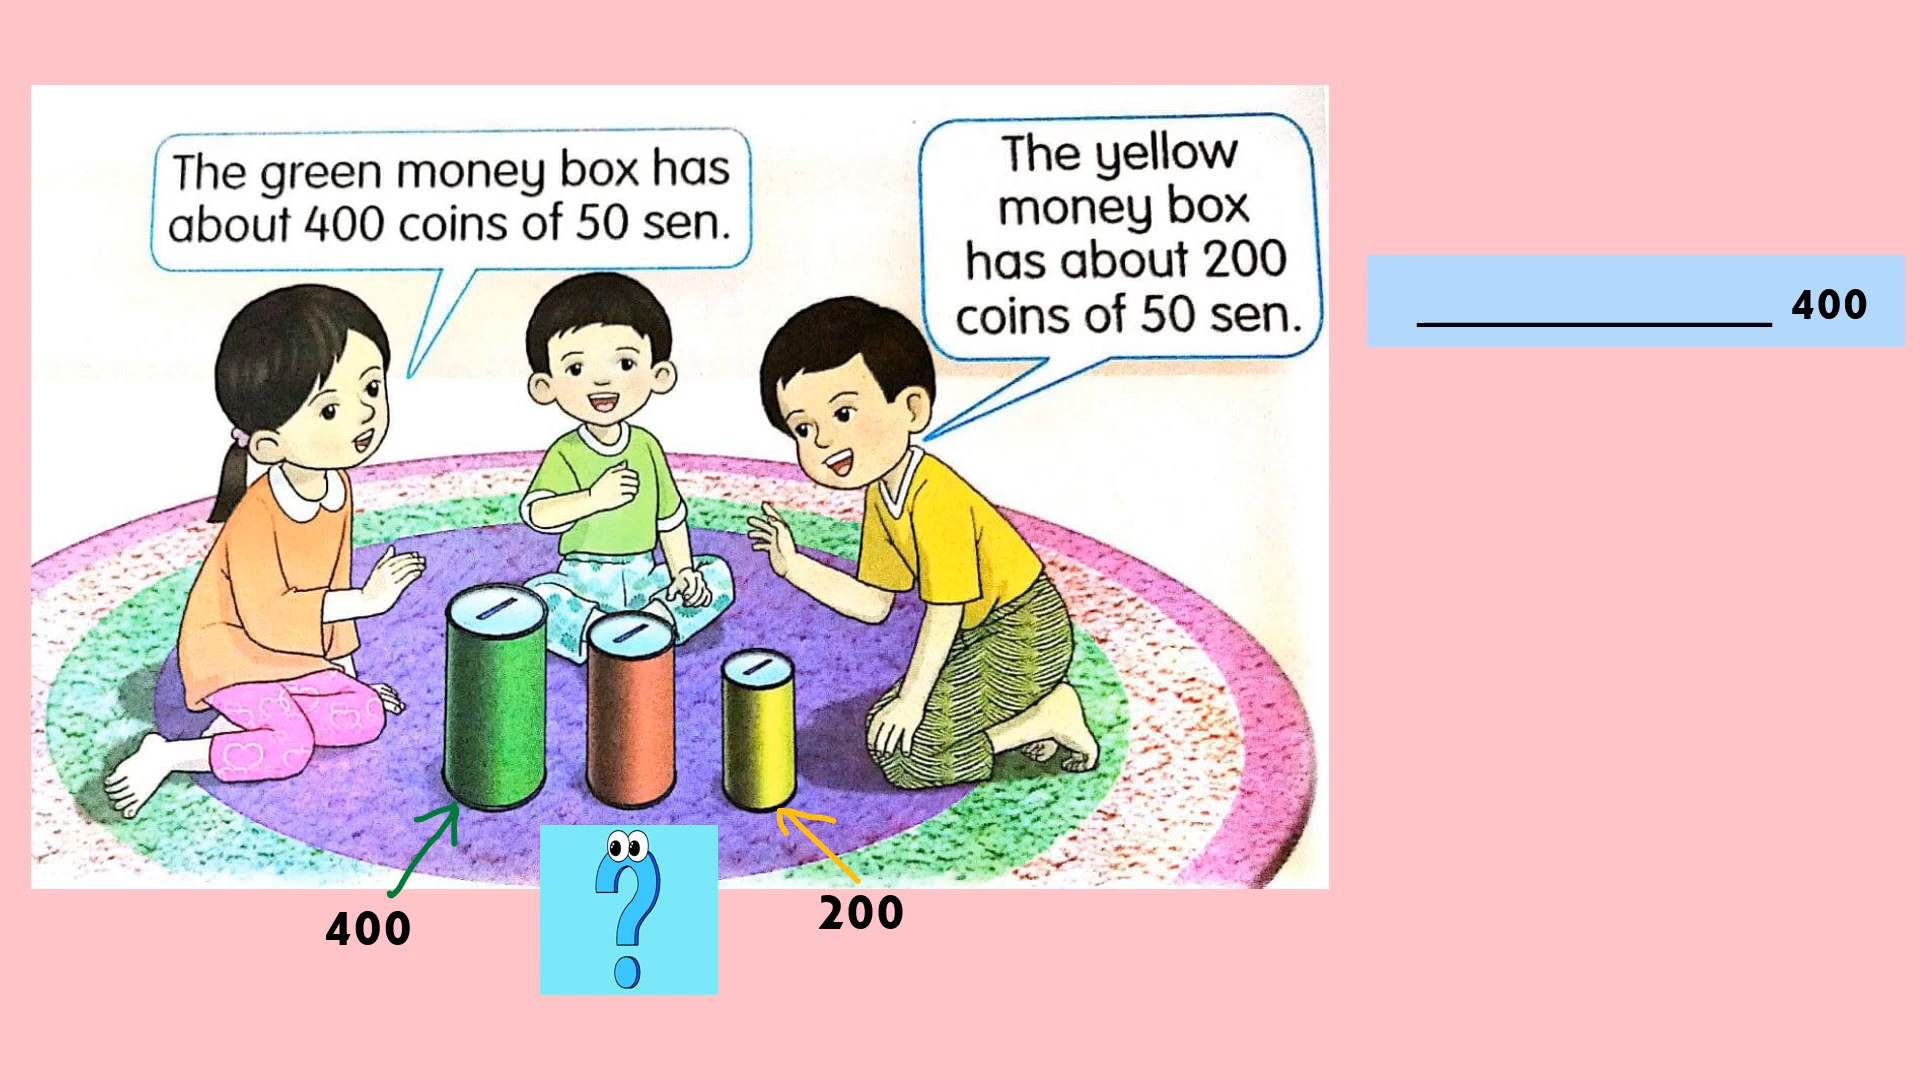 The green money box has
about 400 coins of 50 sen.
The yellow
money box
has about 200
coins of 50 sen.
____________ 400
400
?
200